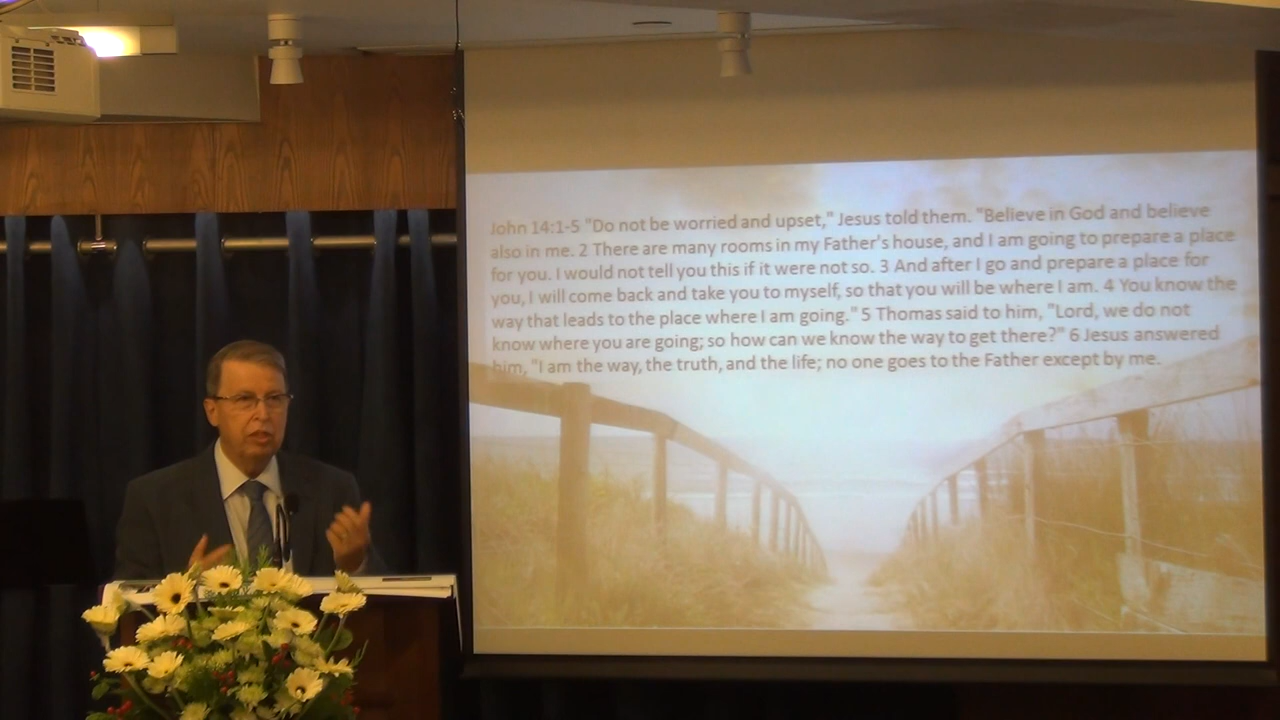 John 14:1-5 "Do not be worried and upset," Jesus told them. "Believe in God and believe
also in me. 2 There are many rooms in my Father's house, and I am going to prepare a place
for you. I would not tell you this if it were not so. 3 And after I go and prepare a place for
you, I will come back and take you to myself, so that you will be where I am. 4 You know the
way that leads to the place where I am going." 5 Thomas said to him, "Lord, we do not
know where you are going; so how can we know the way to get there?" 6 Jesus answered
him, "I am the way, the truth, and the life; no one goes to the Father except by me.